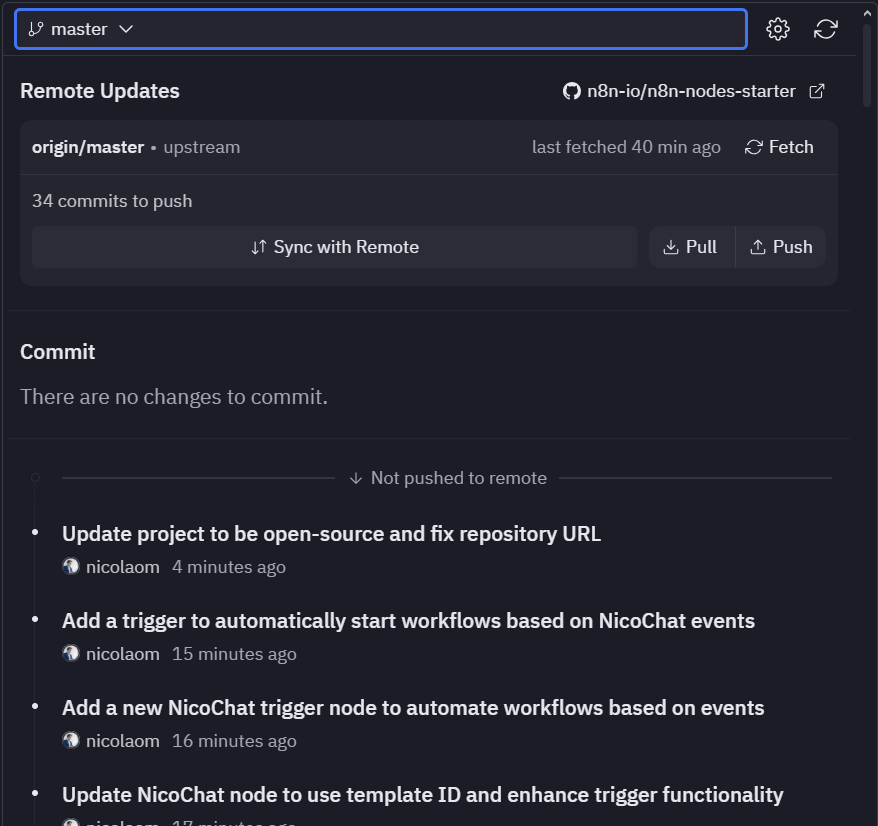 master
Remote Updates n8n-io/n8n-nodes-starter
origin/master • upstream last fetched 40 min ago Fetch
34 commits to push
Sync with Remote Pull Push
Commit
There are no changes to commit.
Not pushed to remote
Update project to be open-source and fix repository URL
nicolaom 4 minutes ago
Add a trigger to automatically start workflows based on NicoChat events
nicolaom 15 minutes ago
Add a new NicoChat trigger node to automate workflows based on events
nicolaom 16 minutes ago
Update NicoChat node to use template ID and enhance trigger functionality
nicolaom 17 minutes ago